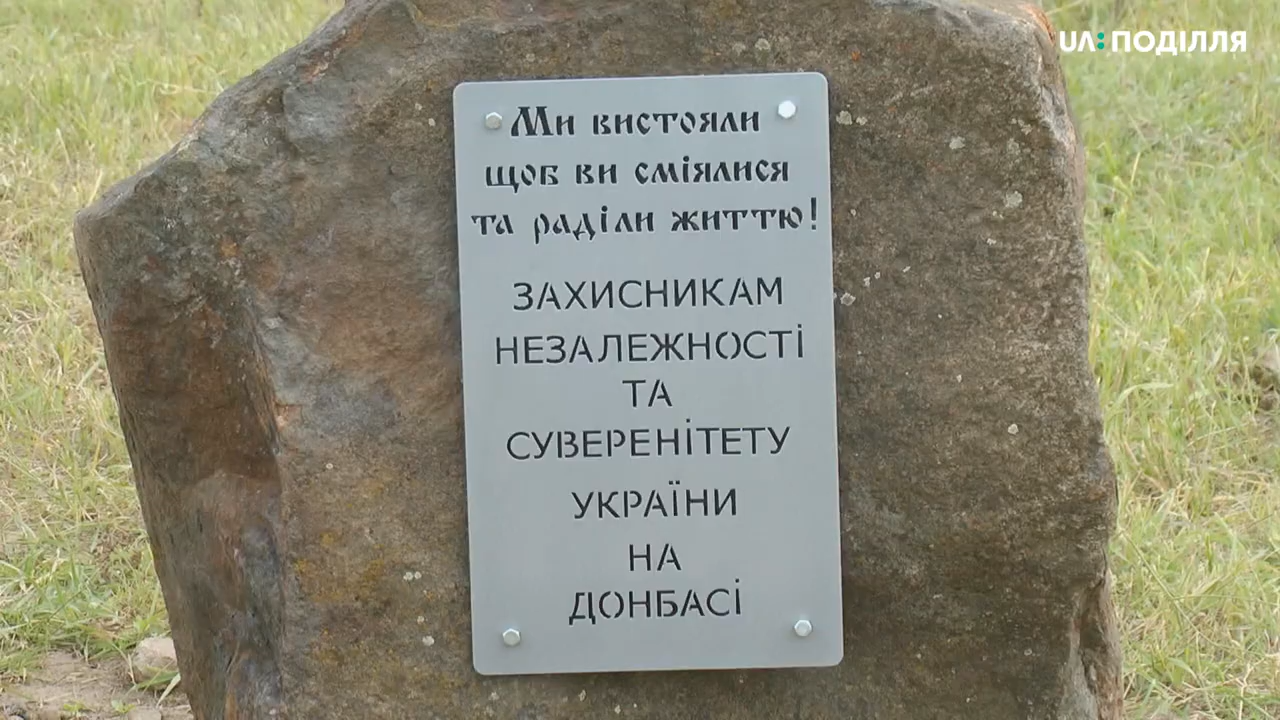 UA:ПОДІЛЛЯ
Ми вистояли
щоб ви сміялися
та раділи життю!
ЗАХИСНИКАМ
НЕЗАЛЕЖНОСТІ
ТА
СУВЕРЕНІТЕТУ
УКРАЇНИ
НА
ДОНБАСІ